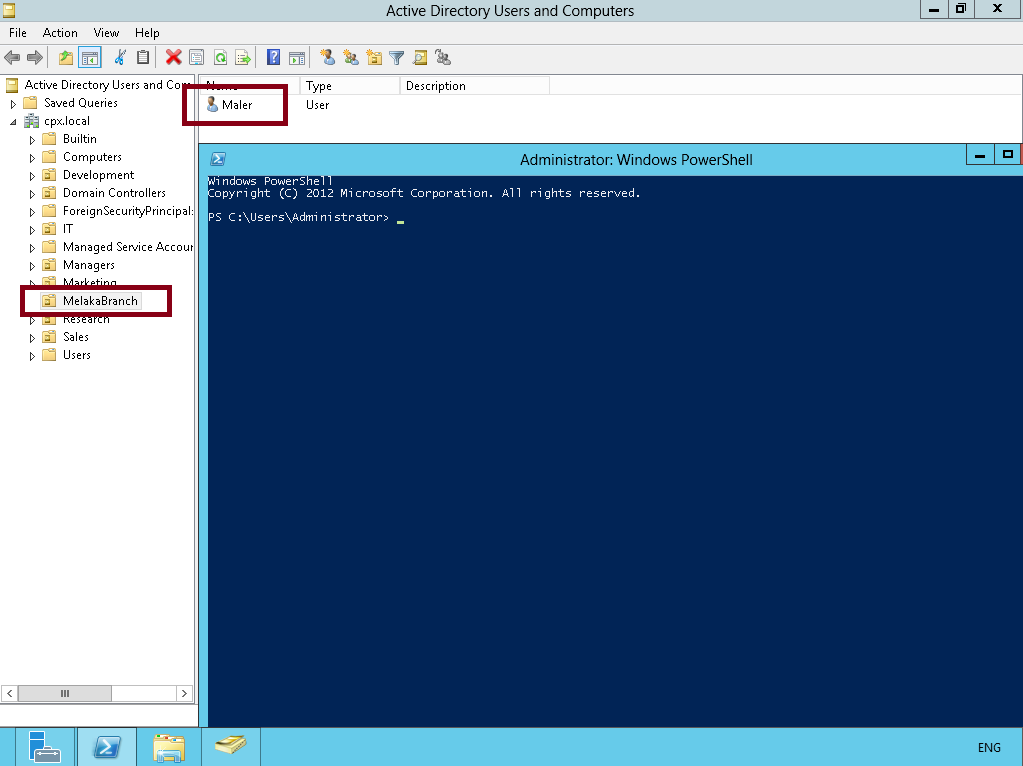 Active Directory Users and Computers
File Action View Help
Active Directory Users and Com
Name Type Description
Saved Queries
Maler User
cpx.local
Builtin
Computers
Development
Domain Controllers
ForeignSecurityPrincipal:
IT
Managed Service Accour
Managers
Marketing
MelakaBranch
Research
Sales
Users
Administrator: Windows PowerShell
Windows PowerShell
Copyright (C) 2012 Microsoft Corporation. All rights reserved.
PS C:\Users\Administrator> _
ENG